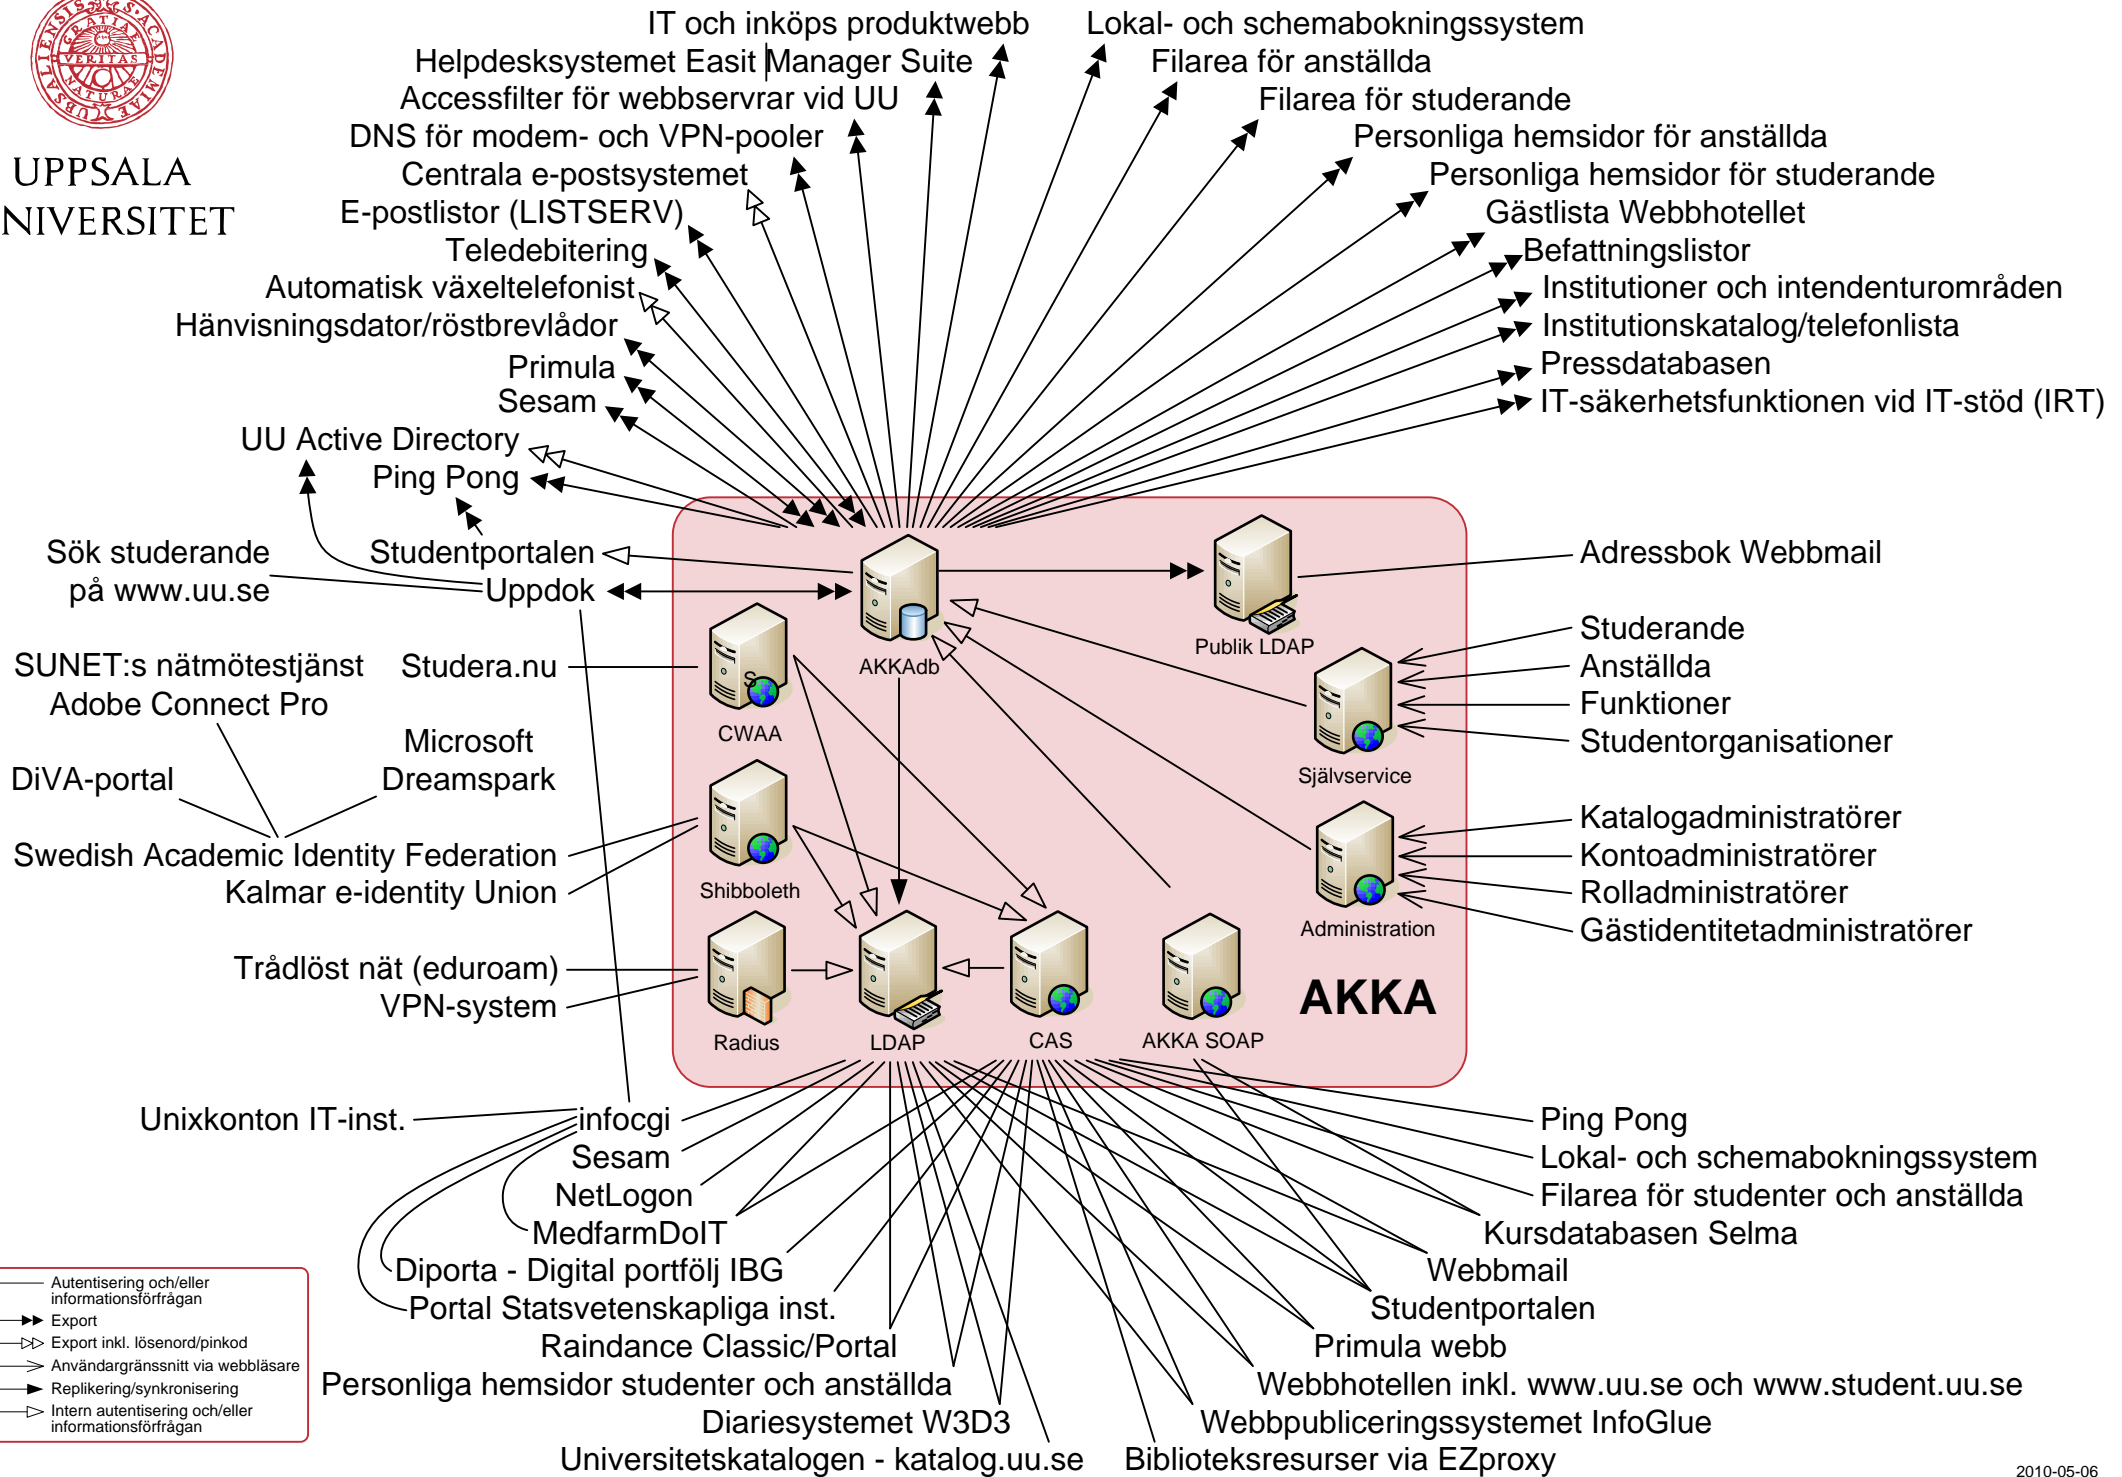 UPPSALA
NIVERSITET
VERITAS
GRATIAE
NATURAE
IT och inköps produktwebb
Helpdesksystemet Easit Manager Suite
Accessfilter för webbservrar vid UU
DNS för modem- och VPN-pooler
Centrala e-postsystemet
E-postlistor (LISTSERV)
Teledebitering
Automatisk växeltelefonist
Hänvisningsdator/röstbrevlådor
Primula
Sesam
UU Active Directory
Ping Pong
Lokal- och schemabokningssystem
Filarea för anställda
Filarea för studerande
Personliga hemsidor för anställda
Personliga hemsidor för studerande
Gästlista Webbhotellet
Befattningslistor
Institutioner och intendenturområden
Institutionskatalog/telefonlista
Pressdatabasen
IT-säkerhetsfunktionen vid IT-stöd (IRT)
Sök studerande
på www.uu.se
Studentportalen
Uppdok
SUNET:s nätmötestjänst
Adobe Connect Pro
Studera.nu
Microsoft
Dreamspark
DiVA-portal
Swedish Academic Identity Federation
Kalmar e-identity Union
Trådlöst nät (eduroam)
VPN-system
AKKAdb
Publik LDAP
S
CWAA
Självservice
Shibboleth
Administration
Radius
LDAP
CAS
AKKA SOAP
AKKA
Adressbok Webbmail
Studerande
Anställda
Funktioner
Studentorganisationer
Katalogadministratörer
Kontoadministratörer
Rolladministratörer
Gästidentitetadministratörer
Unixkonton IT-inst.
infocgi
Sesam
NetLogon
MedfarmDoIT
Diporta - Digital portfölj IBG
Portal Statsvetenskapliga inst.
Raindance Classic/Portal
Personliga hemsidor studenter och anställda
Diariesystemet W3D3
Universitetskatalogen - katalog.uu.se
Ping Pong
Lokal- och schemabokningssystem
Filarea för studenter och anställda
Kursdatabasen Selma
Webbmail
Studentportalen
Primula webb
Webbhotellen inkl. www.uu.se och www.student.uu.se
Webbpubliceringssystemet InfoGlue
Biblioteksresurser via EZproxy
Autentisering och/eller
informationsförfrågan
Export
Export inkl. lösenord/pinkod
Användargränssnitt via webbläsare
Replikering/synkronisering
Intern autentisering och/eller
informationsförfrågan
2010-05-06